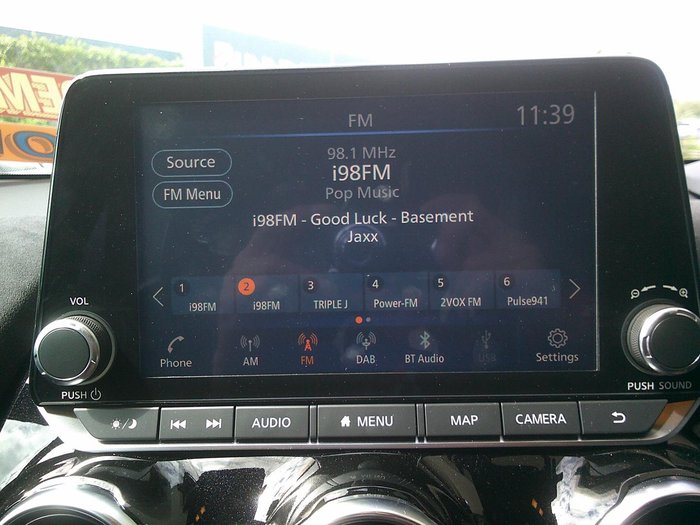 FM
11:39
98.1 MHz
Source
i98FM
FM Menu
Pop Music
i98FM - Good Luck - Basement
Jaxx
1
i98FM
2
i98FM
3
TRIPLE J
4
Power-FM
5
2VOX FM
6
Pulse941
Phone
AM
FM
DAB
BT Audio
USB
Settings
VOL
PUSH
PUSH SOUND
AUDIO
MENU
MAP
CAMERA